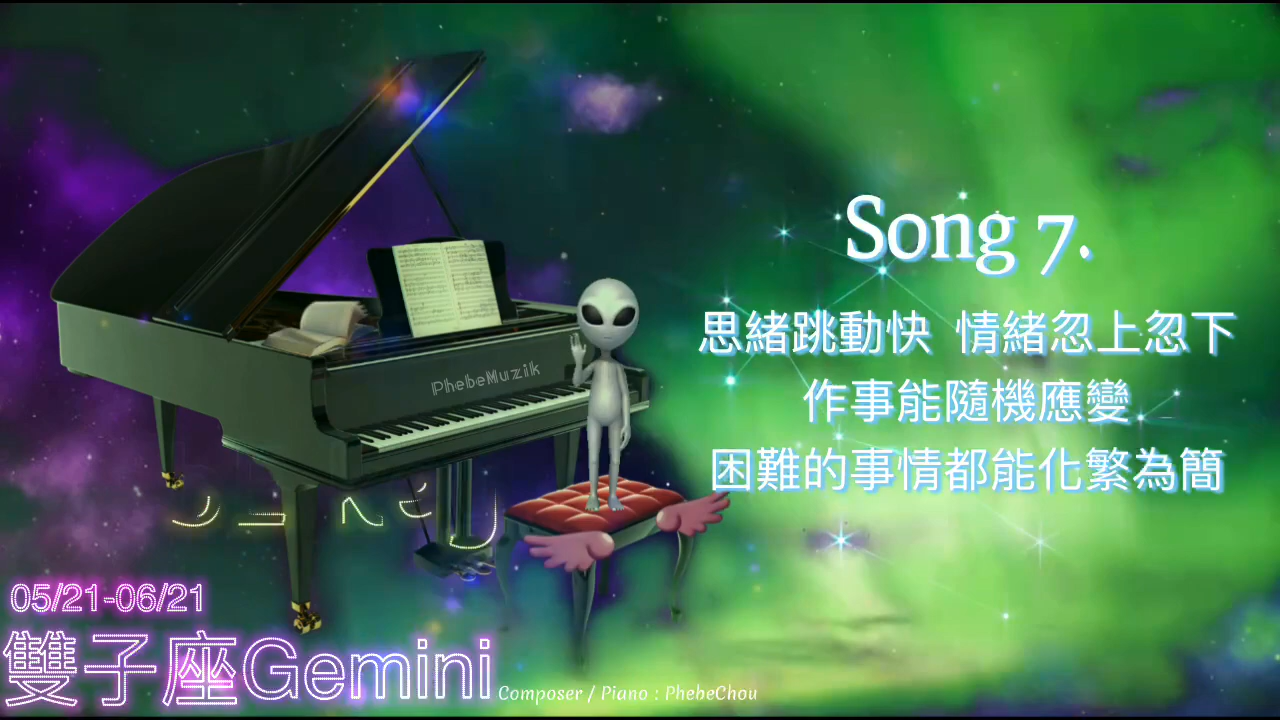 Song 7.
思緒跳動快 情緒忽上忽下
作事能隨機應變
困難的事情都能化繁為簡
PhebeMuzik
05/21-06/21
雙子座Gemini
Composer / Piano : PhebeChou